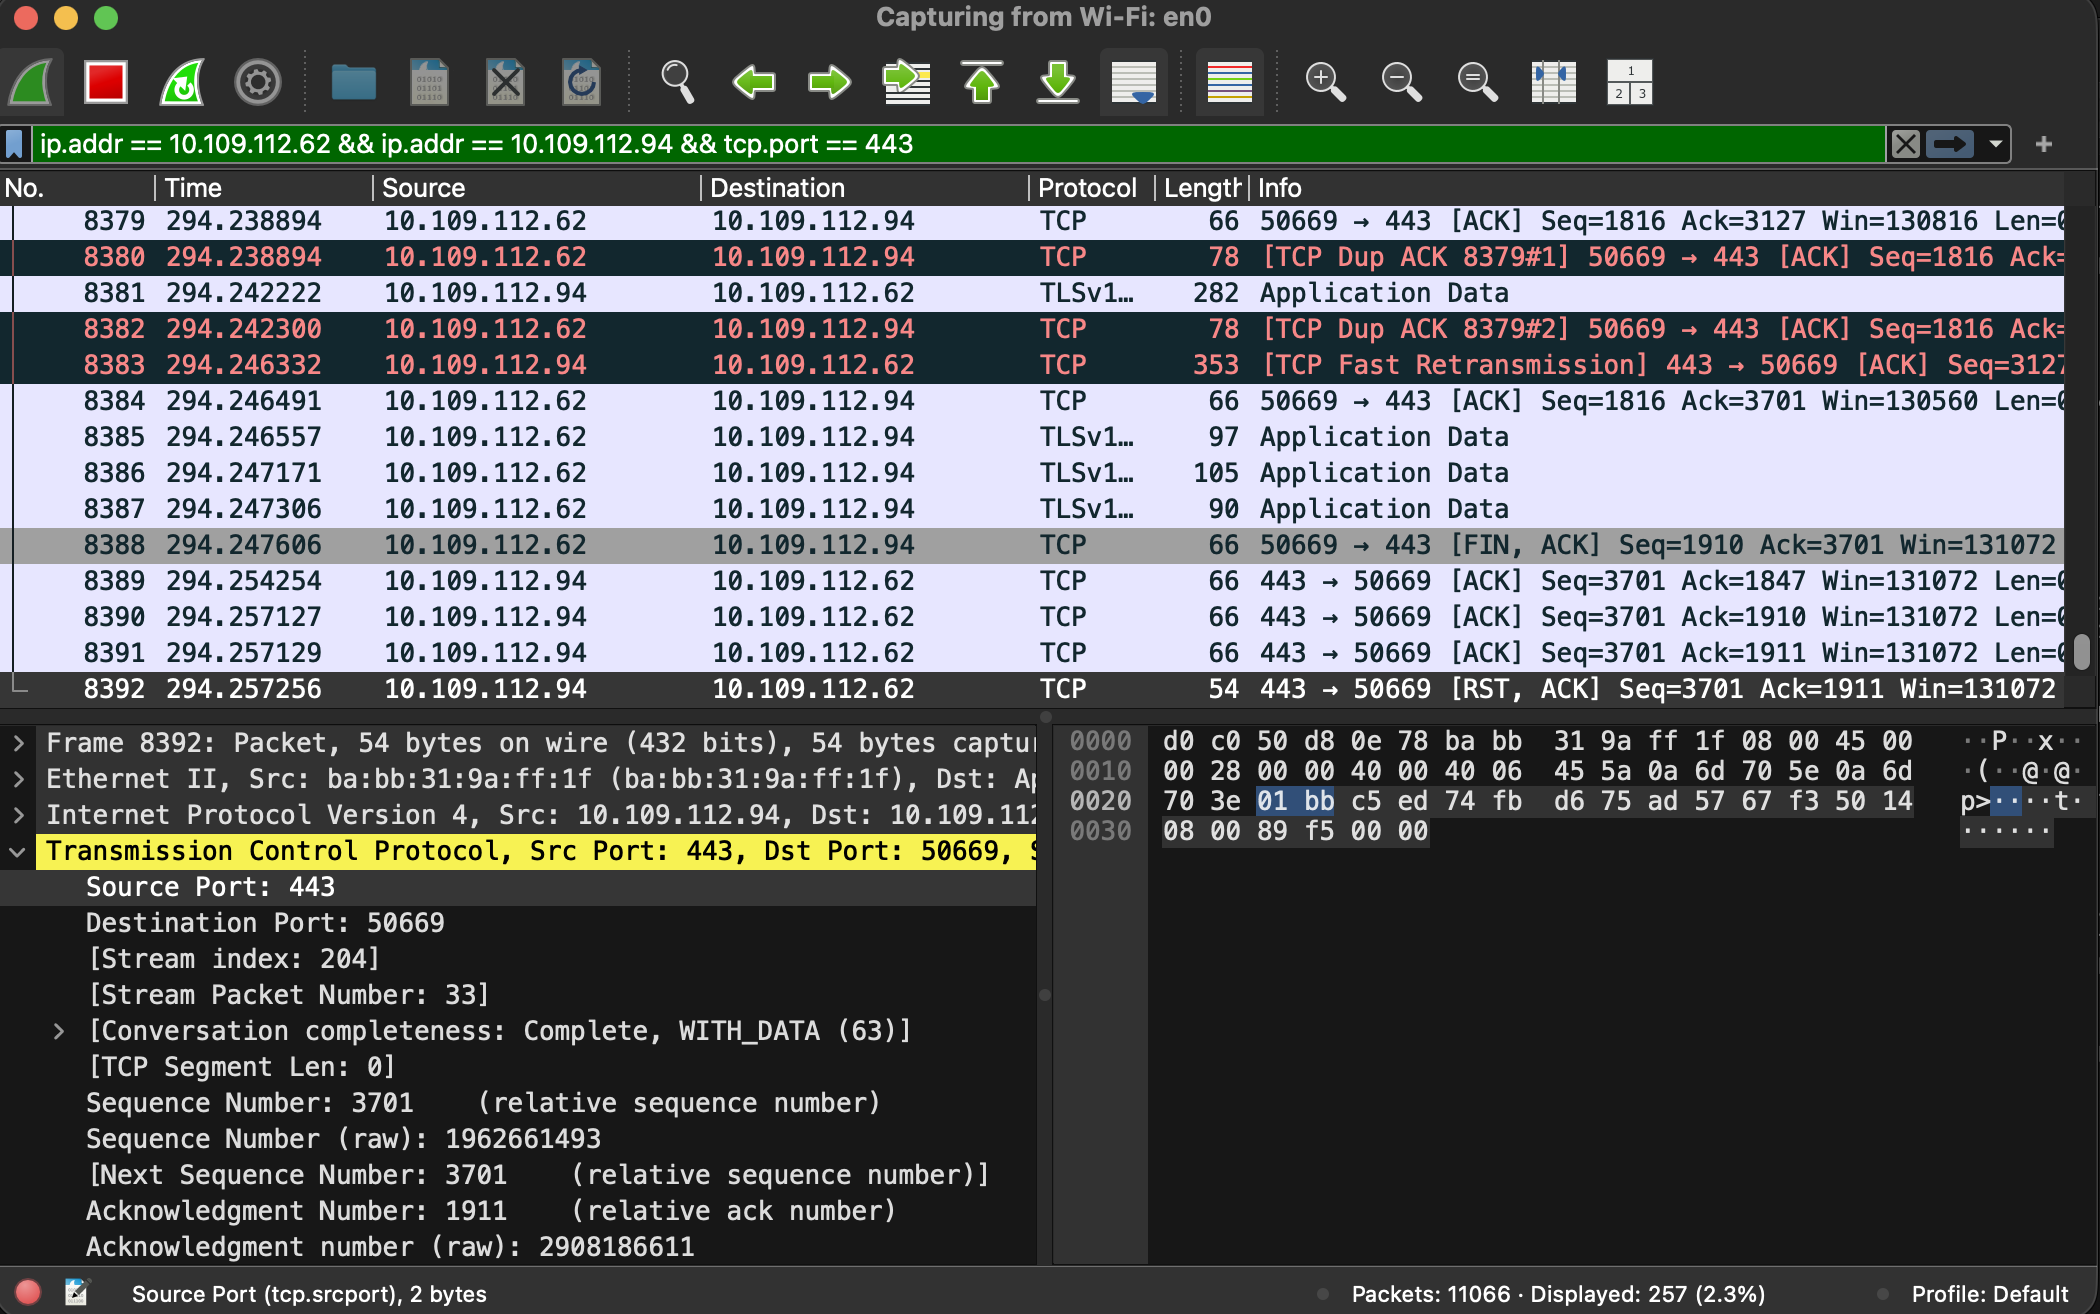 Capturing from Wi-Fi: en0
ip.addr == 10.109.112.62 && ip.addr == 10.109.112.94 && tcp.port == 443
No. Time Source Destination Protocol Length Info
8379 294.238894 10.109.112.62 10.109.112.94 TCP 66 50669 → 443 [ACK] Seq=1816 Ack=3127 Win=130816 Len=0
8380 294.238894 10.109.112.62 10.109.112.94 TCP 78 [TCP Dup ACK 8379#1] 50669 → 443 [ACK] Seq=1816 Ack=
8381 294.242222 10.109.112.94 10.109.112.62 TLSv1… 282 Application Data
8382 294.242300 10.109.112.62 10.109.112.94 TCP 78 [TCP Dup ACK 8379#2] 50669 → 443 [ACK] Seq=1816 Ack=
8383 294.246332 10.109.112.94 10.109.112.62 TCP 353 [TCP Fast Retransmission] 443 → 50669 [ACK] Seq=3127
8384 294.246491 10.109.112.62 10.109.112.94 TCP 66 50669 → 443 [ACK] Seq=1816 Ack=3701 Win=130560 Len=0
8385 294.246557 10.109.112.62 10.109.112.94 TLSv1… 97 Application Data
8386 294.247171 10.109.112.62 10.109.112.94 TLSv1… 105 Application Data
8387 294.247306 10.109.112.62 10.109.112.94 TLSv1… 90 Application Data
8388 294.247606 10.109.112.62 10.109.112.94 TCP 66 50669 → 443 [FIN, ACK] Seq=1910 Ack=3701 Win=131072
8389 294.254254 10.109.112.94 10.109.112.62 TCP 66 443 → 50669 [ACK] Seq=3701 Ack=1847 Win=131072 Len=0
8390 294.257127 10.109.112.94 10.109.112.62 TCP 66 443 → 50669 [ACK] Seq=3701 Ack=1910 Win=131072 Len=0
8391 294.257129 10.109.112.94 10.109.112.62 TCP 66 443 → 50669 [ACK] Seq=3701 Ack=1911 Win=131072 Len=0
8392 294.257256 10.109.112.94 10.109.112.62 TCP 54 443 → 50669 [RST, ACK] Seq=3701 Ack=1911 Win=131072
Frame 8392: Packet, 54 bytes on wire (432 bits), 54 bytes captur
Ethernet II, Src: ba:bb:31:9a:ff:1f (ba:bb:31:9a:ff:1f), Dst: Ap
Internet Protocol Version 4, Src: 10.109.112.94, Dst: 10.109.112
Transmission Control Protocol, Src Port: 443, Dst Port: 50669, S
Source Port: 443
Destination Port: 50669
[Stream index: 204]
[Stream Packet Number: 33]
[Conversation completeness: Complete, WITH_DATA (63)]
[TCP Segment Len: 0]
Sequence Number: 3701 (relative sequence number)
Sequence Number (raw): 1962661493
[Next Sequence Number: 3701 (relative sequence number)]
Acknowledgment Number: 1911 (relative ack number)
Acknowledgment number (raw): 2908186611
0000 d0 c0 50 d8 0e 78 ba bb 31 9a ff 1f 08 00 45 00 ··P··x··
0010 00 28 00 00 40 00 40 06 45 5a 0a 6d 70 5e 0a 6d ·(··@·@·
0020 70 3e 01 bb c5 ed 74 fb d6 75 ad 57 67 f3 50 14 p>····t·
0030 08 00 89 f5 00 00 ······
Source Port (tcp.srcport), 2 bytes
Packets: 11066 · Displayed: 257 (2.3%)
Profile: Default